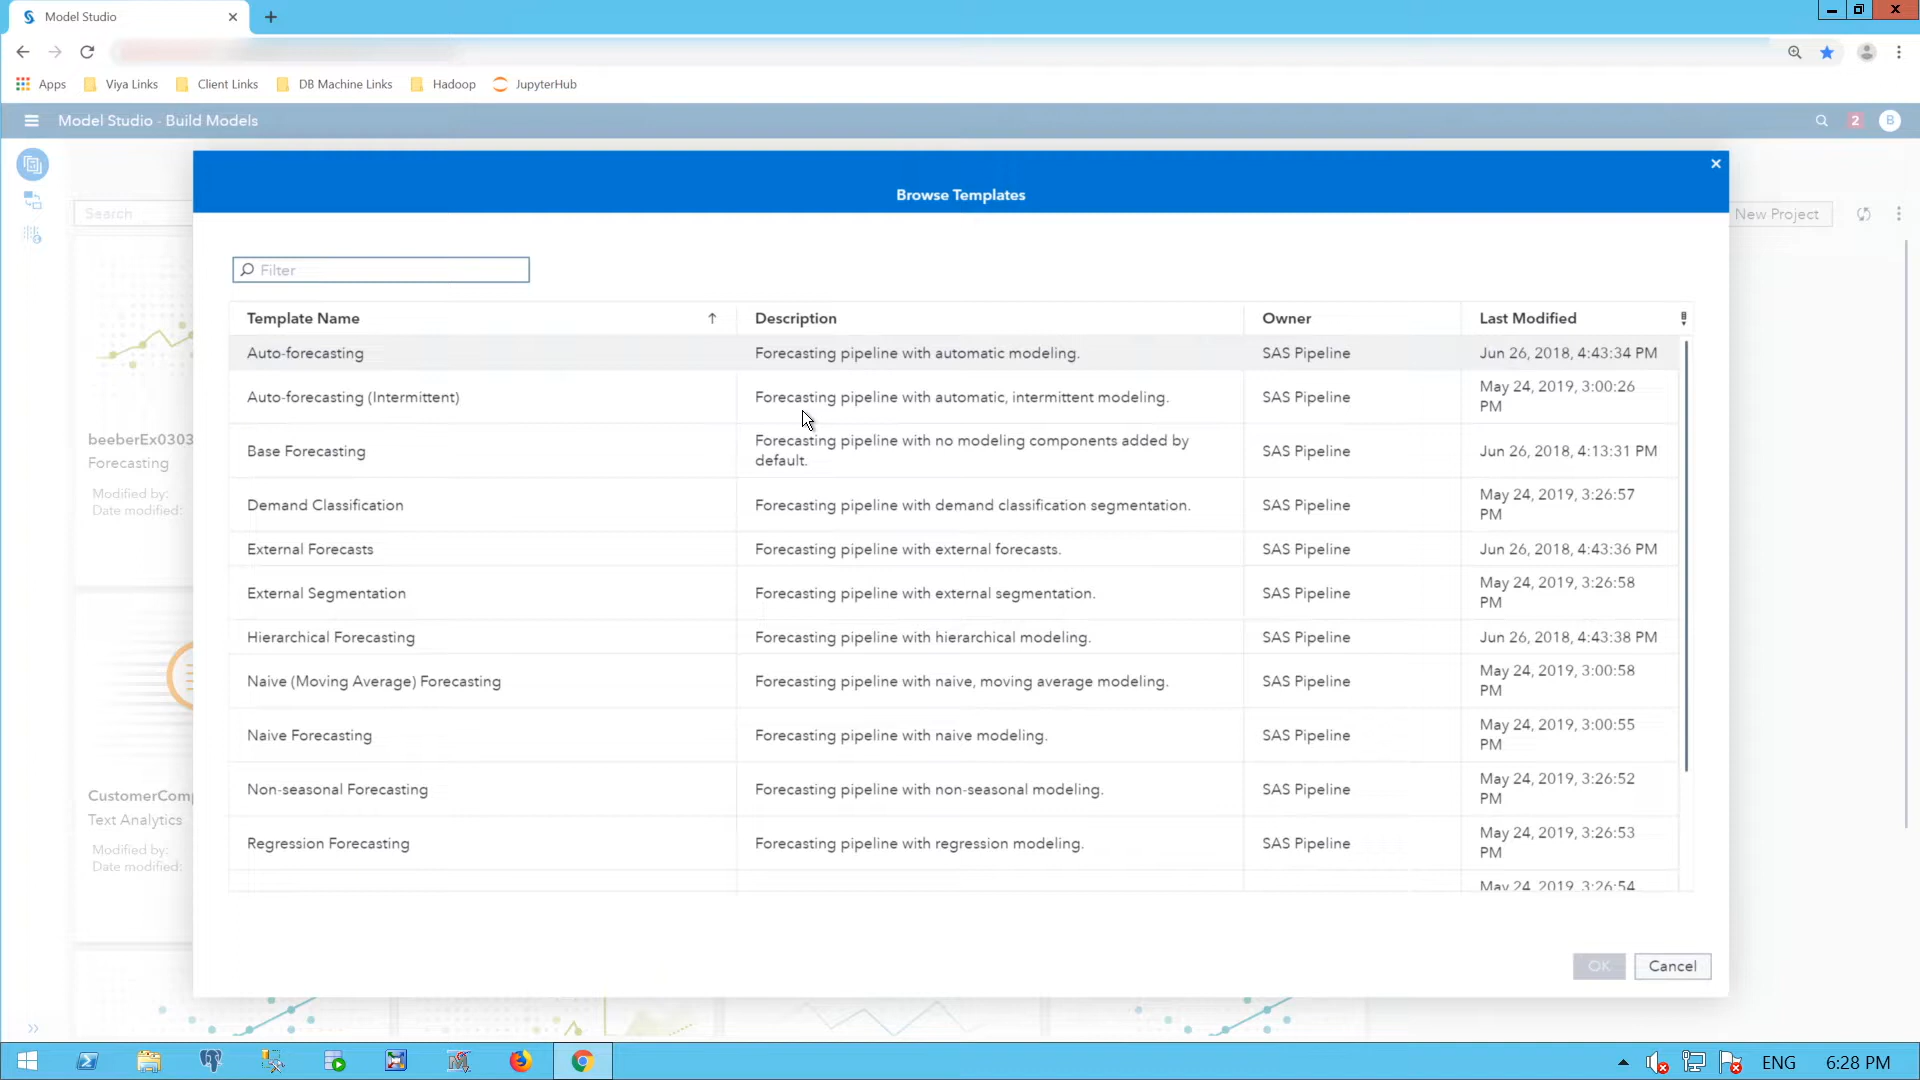 Model Studio
Apps
Viya Links
Client Links
DB Machine Links
Hadoop
JupyterHub
Model Studio - Build Models
2
B
Browse Templates
Search
New Project
Filter
Template Name
Description
Owner
Last Modified
Auto-forecasting
Forecasting pipeline with automatic modeling.
SAS Pipeline
Jun 26, 2018, 4:43:34 PM
Auto-forecasting (Intermittent)
Forecasting pipeline with automatic, intermittent modeling.
SAS Pipeline
May 24, 2019, 3:00:26
PM
Base Forecasting
Forecasting pipeline with no modeling components added by
default.
SAS Pipeline
Jun 26, 2018, 4:13:31 PM
Demand Classification
Forecasting pipeline with demand classification segmentation.
SAS Pipeline
May 24, 2019, 3:26:57
PM
External Forecasts
Forecasting pipeline with external forecasts.
SAS Pipeline
Jun 26, 2018, 4:43:36 PM
External Segmentation
Forecasting pipeline with external segmentation.
SAS Pipeline
May 24, 2019, 3:26:58
PM
Hierarchical Forecasting
Forecasting pipeline with hierarchical modeling.
SAS Pipeline
Jun 26, 2018, 4:43:38 PM
Naive (Moving Average) Forecasting
Forecasting pipeline with naive, moving average modeling.
SAS Pipeline
May 24, 2019, 3:00:58
PM
Naive Forecasting
Forecasting pipeline with naive modeling.
SAS Pipeline
May 24, 2019, 3:00:55
PM
Non-seasonal Forecasting
Forecasting pipeline with non-seasonal modeling.
SAS Pipeline
May 24, 2019, 3:26:52
PM
Regression Forecasting
Forecasting pipeline with regression modeling.
SAS Pipeline
May 24, 2019, 3:26:53
PM
May 24, 2019, 3:26:54
beeberEx0303
Forecasting
Modified by:
Date modified:
CustomerComp
Text Analytics
Modified by:
Date modified:
OK
Cancel
ENG
6:28 PM